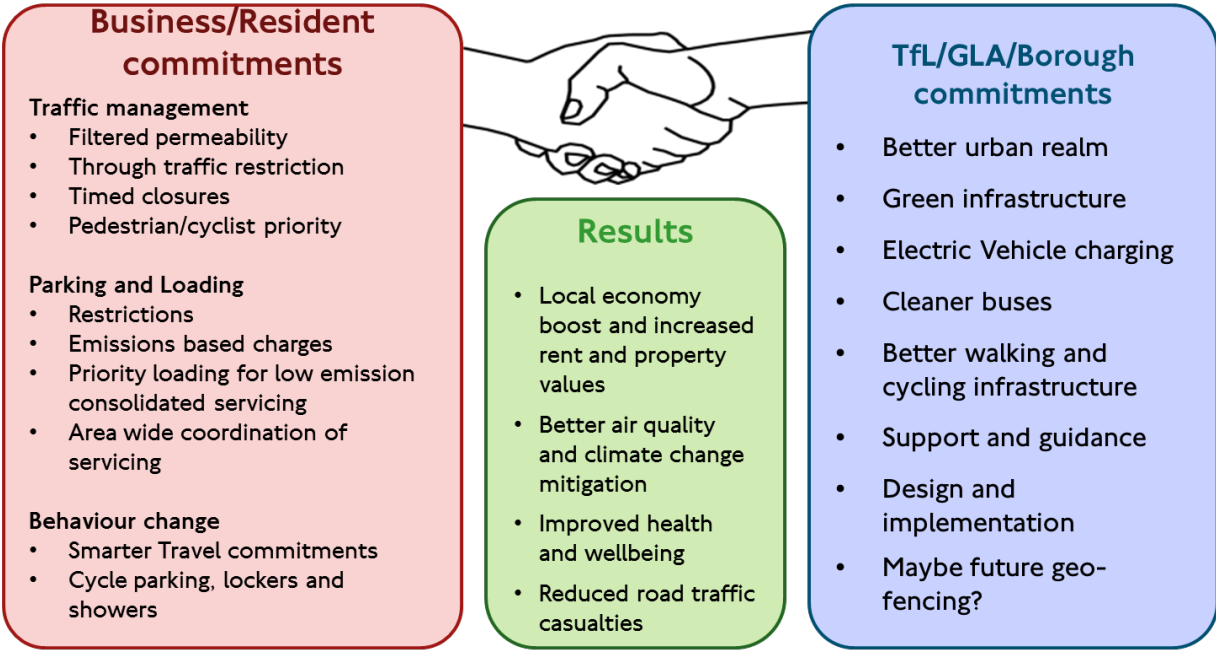 Business/Resident
commitments
Traffic management
• Filtered permeability
• Through traffic restriction
• Timed closures
• Pedestrian/cyclist priority
Parking and Loading
• Restrictions
• Emissions based charges
• Priority loading for low emission
consolidated servicing
• Area wide coordination of
servicing
Behaviour change
• Smarter Travel commitments
• Cycle parking, lockers and
showers
Results
• Local economy
boost and increased
rent and property
values
• Better air quality
and climate change
mitigation
• Improved health
and wellbeing
• Reduced road traffic
casualties
TfL/GLA/Borough
commitments
• Better urban realm
• Green infrastructure
• Electric Vehicle charging
• Cleaner buses
• Better walking and
cycling infrastructure
• Support and guidance
• Design and
implementation
• Maybe future geo-
fencing?